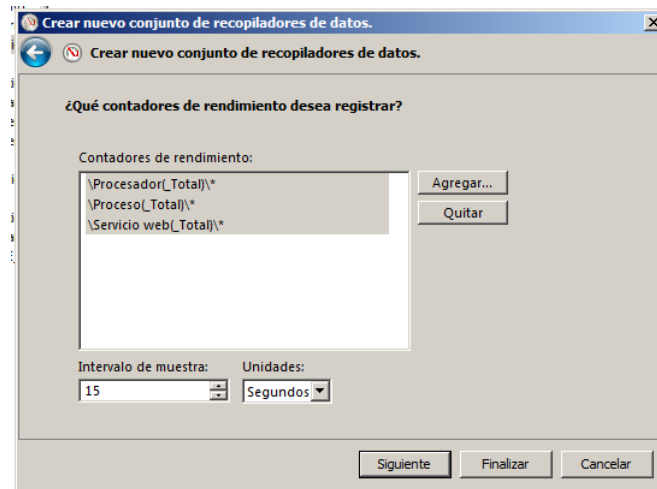 Crear nuevo conjunto de recopiladores de datos.
Crear nuevo conjunto de recopiladores de datos.
¿Qué contadores de rendimiento desea registrar?
Contadores de rendimiento:
\Procesador(_Total)\*
\Proceso(_Total)\*
\Servicio web(_Total)\*
Agregar...
Quitar
Intervalo de muestra: Unidades:
15 Segundos
Siguiente Finalizar Cancelar